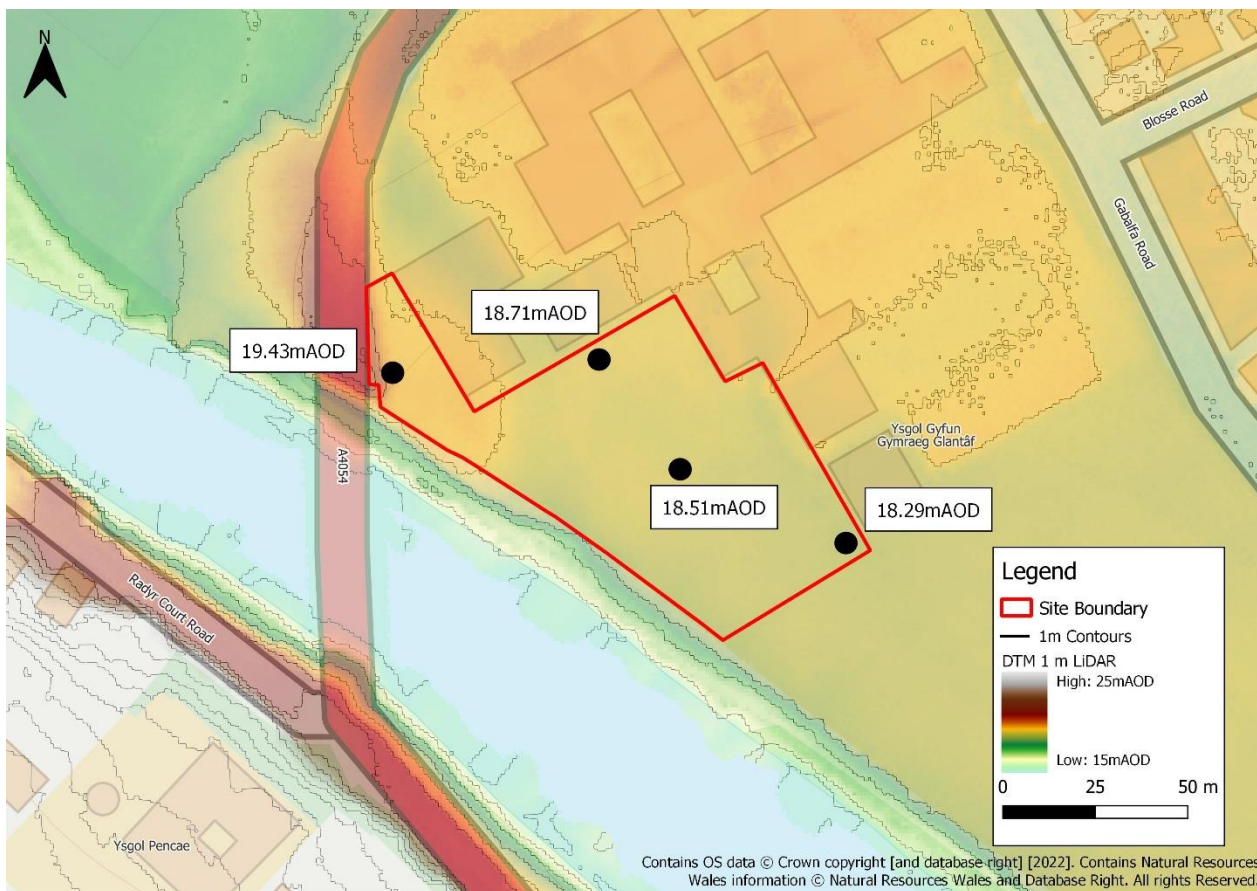 N
Blosse Road
Gabalfa Road
18.71mAOD
19.43mAOD
A4054
Ysgol Gyfun
Gymraeg Glantâf
18.51mAOD
18.29mAOD
Radyr Court Road
Ysgol Pencae
Legend
Site Boundary
1m Contours
DTM 1 m LiDAR
High: 25mAOD
Low: 15mAOD
0 25 50 m
Contains OS data © Crown copyright [and database right] [2022]. Contains Natural Resources
Wales information © Natural Resources Wales and Database Right. All rights Reserved